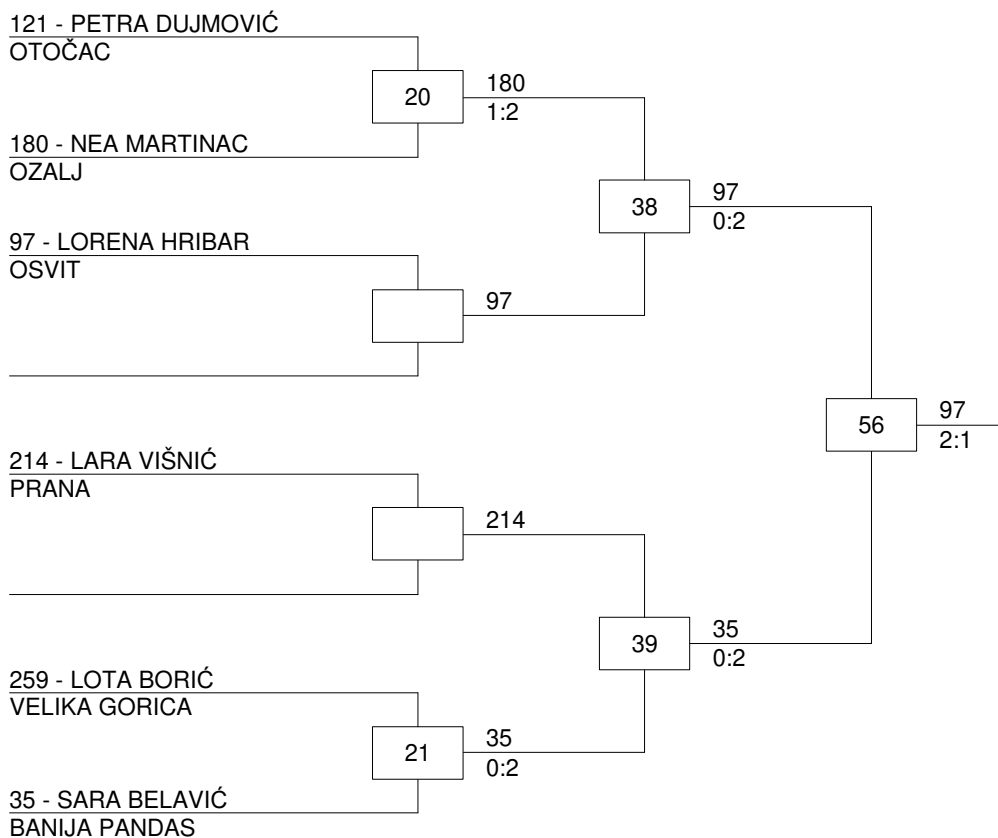 121 - PETRA DUJMOVIĆ
OTOČAC
20
180
1:2
180 - NEA MARTINAC
OZALJ
38
97
0:2
97 - LORENA HRIBAR
OSVIT
97
56
97
2:1
214 - LARA VIŠNIĆ
PRANA
214
39
35
0:2
259 - LOTA BORIĆ
VELIKA GORICA
21
35
0:2
35 - SARA BELAVIĆ
BANIJA PANDAS